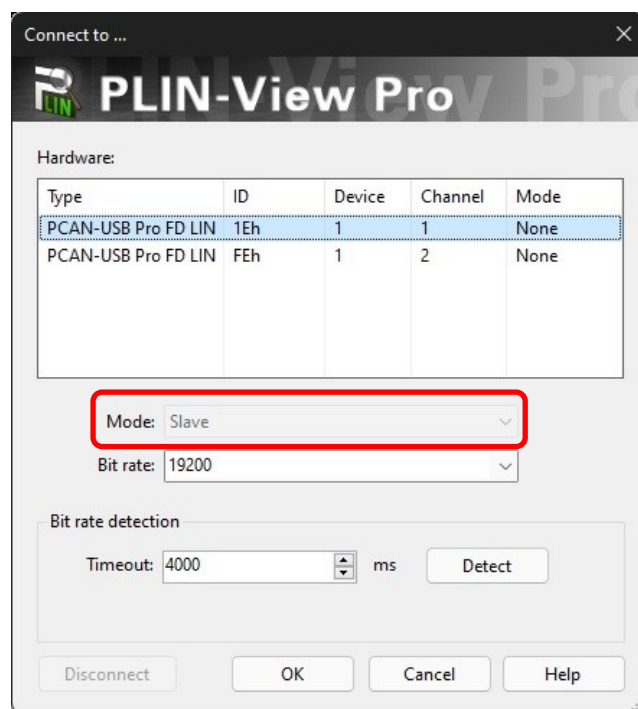 Connect to ...
PLIN-View Pro
LIN
Hardware:
Type ID Device Channel Mode
PCAN-USB Pro FD LIN 1Eh 1 1 None
PCAN-USB Pro FD LIN FEh 1 2 None
Mode: Slave
Bit rate: 19200
Bit rate detection
Timeout: 4000 ms Detect
Disconnect OK Cancel Help